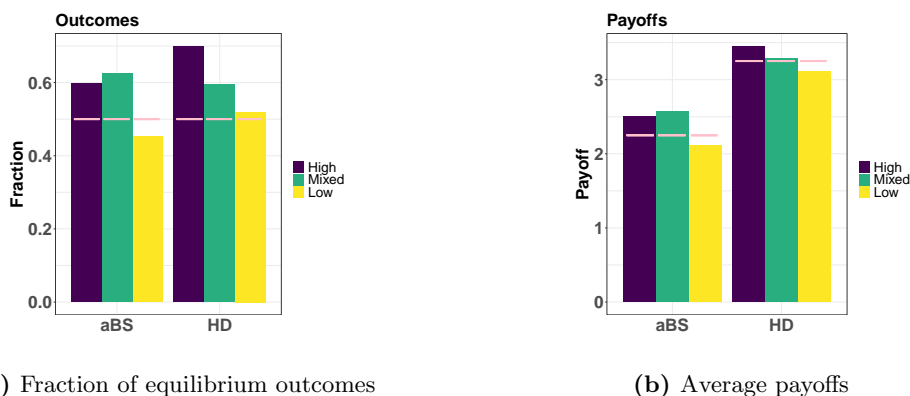 Outcomes
Fraction
0.6
0.4
0.2
0.0
aBS HD
High
Mixed
Low
) Fraction of equilibrium outcomes
Payoffs
Payoff
3
2
1
0
aBS HD
High
Mixed
Low
(b) Average payoffs